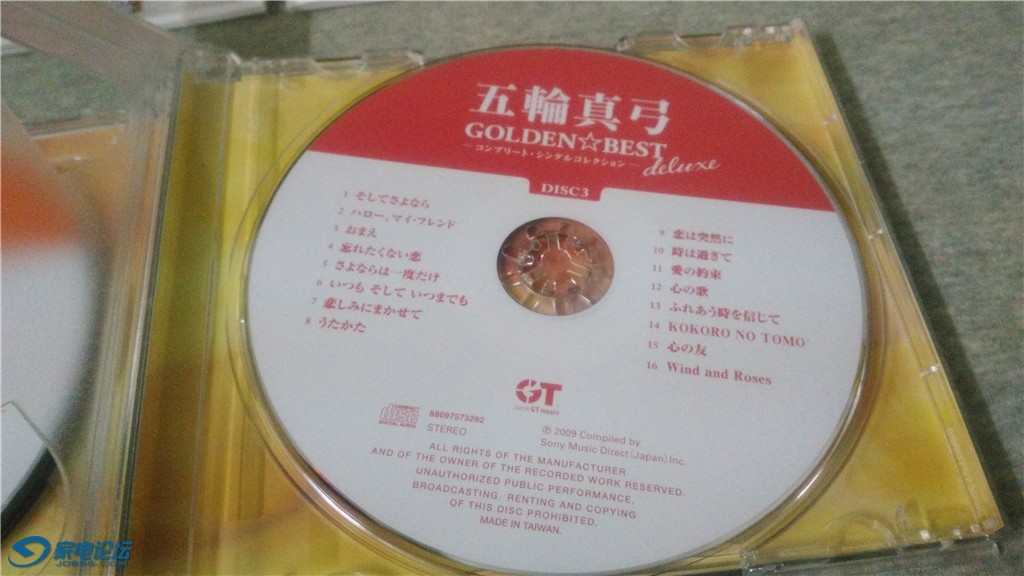 五輪真弓
GOLDEN☆BEST
deluxe
─コンプリート・シングルコレクション─
DISC3
1 そしてさよなら
2 ハロー、マイ・フレンド
3 おまえ
4 忘れたくない恋
5 さよならは一度だけ
6 いつも そして いつまでも
7 悲しみにまかせて
8 うたかた
9 恋は突然に
10 時は過ぎて
11 愛の約束
12 心の歌
13 ふれあう時を信じて
14 KOKORO NO TOMO
15 心の友
16 Wind and Roses
GT
GT music
disc
DIGITAL AUDIO
88697573292
STEREO
℗ 2009 Compiled by
Sony Music Direct(Japan)Inc.
ALL RIGHTS OF THE MANUFACTURER
AND OF THE OWNER OF THE RECORDED WORK RESERVED.
UNAUTHORIZED PUBLIC PERFORMANCE,
BROADCASTING, RENTING AND COPYING
OF THIS DISC PROHIBITED.
MADE IN TAIWAN.
家电论坛
JDBBS.COM